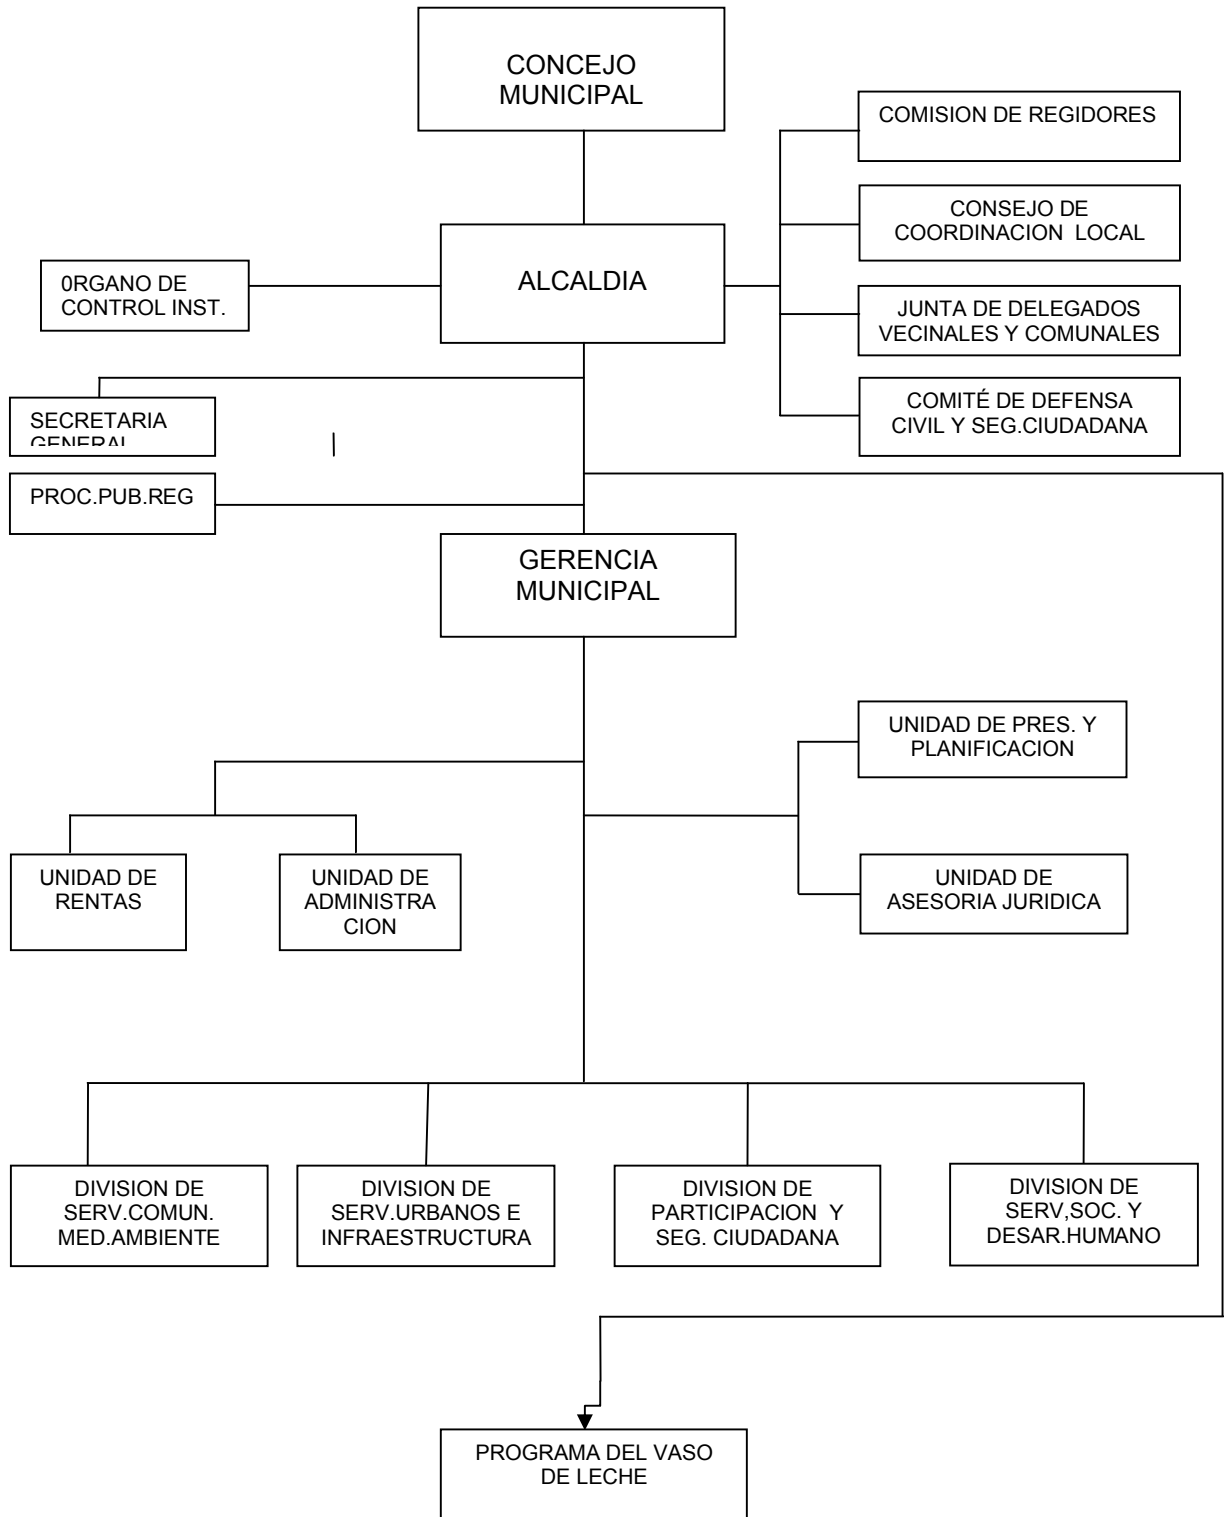 CONCEJO
MUNICIPAL
COMISION DE REGIDORES
CONSEJO DE
COORDINACION LOCAL
0RGANO DE
CONTROL INST.
ALCALDIA
JUNTA DE DELEGADOS
VECINALES Y COMUNALES
SECRETARIA
GENERAL
COMITÉ DE DEFENSA
CIVIL Y SEG.CIUDADANA
PROC.PUB.REG
GERENCIA
MUNICIPAL
UNIDAD DE PRES. Y
PLANIFICACION
UNIDAD DE
RENTAS
UNIDAD DE
ADMINISTRA
CION
UNIDAD DE
ASESORIA JURIDICA
DIVISION DE
SERV.COMUN.
MED.AMBIENTE
DIVISION DE
SERV.URBANOS E
INFRAESTRUCTURA
DIVISION DE
PARTICIPACION Y
SEG. CIUDADANA
DIVISION DE
SERV,SOC. Y
DESAR.HUMANO
PROGRAMA DEL VASO
DE LECHE